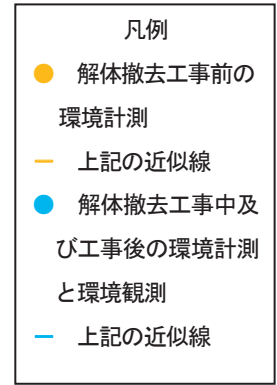 凡例
解体撤去工事前の
環境計測
上記の近似線
解体撤去工事中及
び工事後の環境計測
と環境観測
上記の近似線